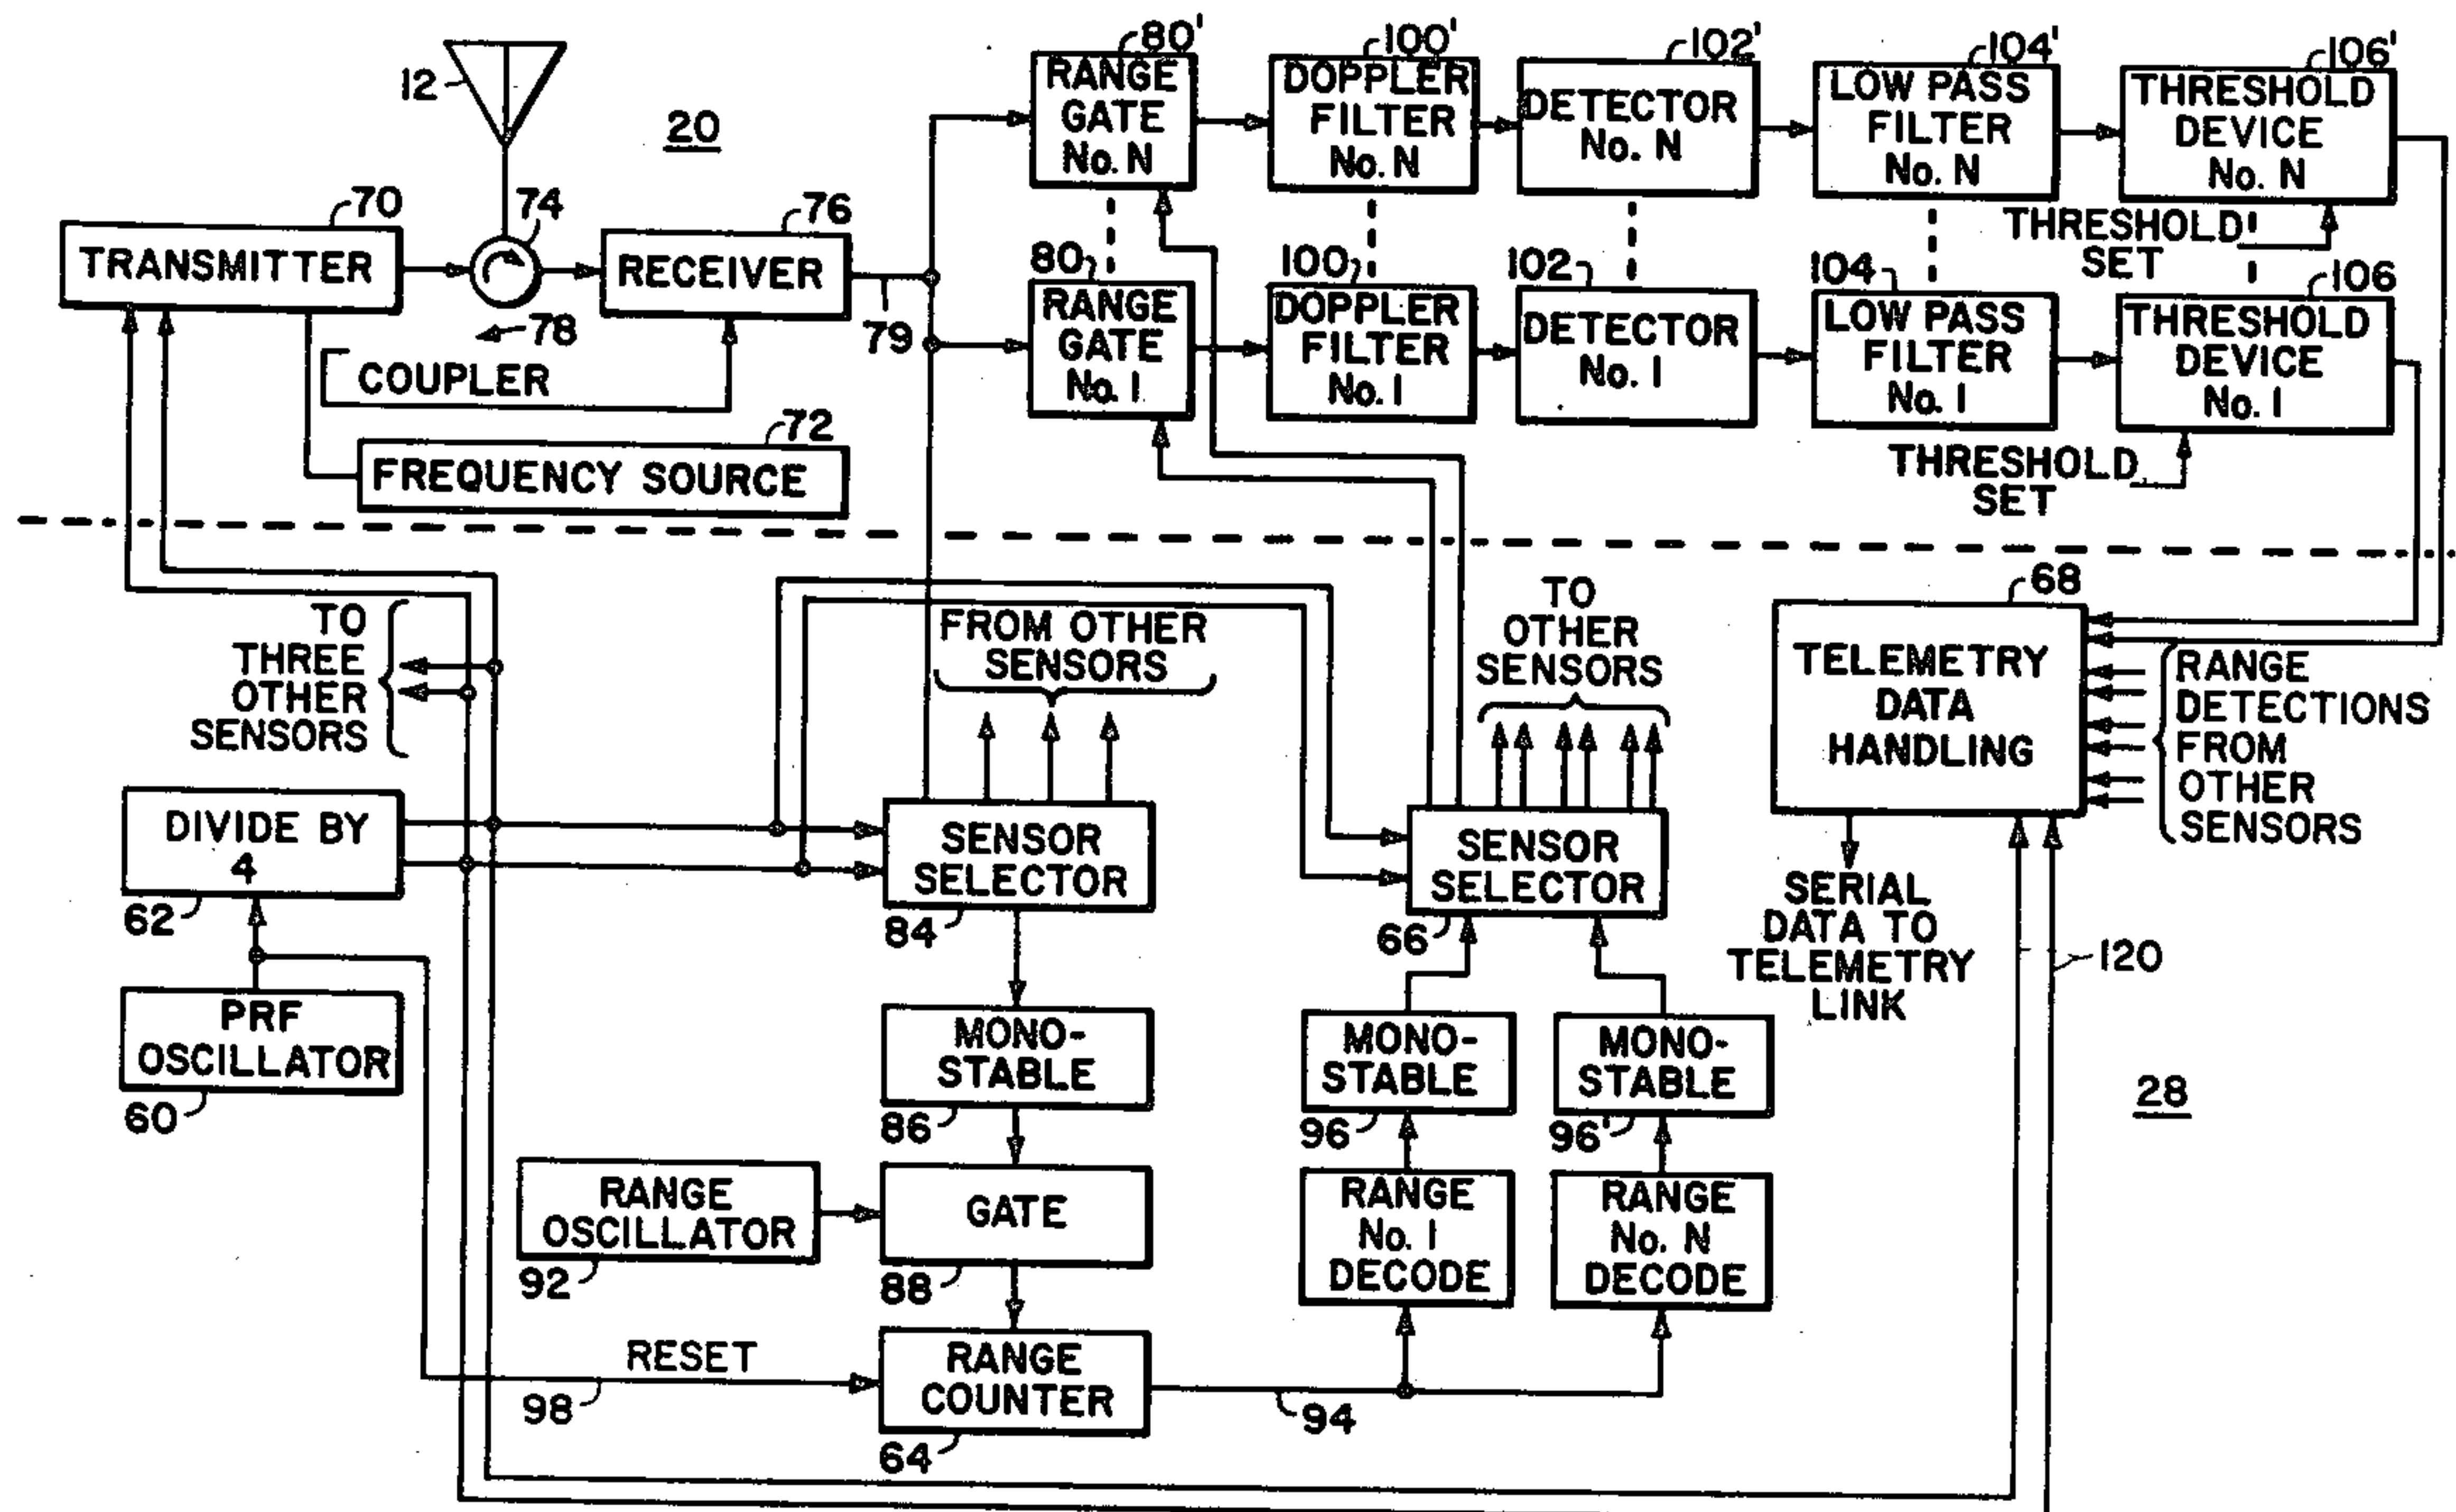 12
20
70
TRANSMITTER
74
76
RECEIVER
78
79
COUPLER
72
FREQUENCY SOURCE
80'
RANGE
GATE
No. N
100'
DOPPLER
FILTER
No. N
102'
DETECTOR
No. N
104'
LOW PASS
FILTER
No. N
106'
THRESHOLD
DEVICE
No. N
THRESHOLD
SET
80
RANGE
GATE
No. 1
100
DOPPLER
FILTER
No. 1
102
DETECTOR
No. 1
104
LOW PASS
FILTER
No. 1
106
THRESHOLD
DEVICE
No. 1
THRESHOLD
SET
TO
THREE
OTHER
SENSORS
FROM OTHER
SENSORS
TO
OTHER
SENSORS
68
TELEMETRY
DATA
HANDLING
RANGE
DETECTIONS
FROM
OTHER
SENSORS
DIVIDE BY
4
62
SENSOR
SELECTOR
84
SENSOR
SELECTOR
66
SERIAL
DATA TO
TELEMETRY
LINK
120
PRF
OSCILLATOR
60
MONO-
STABLE
86
MONO-
STABLE
96
MONO-
STABLE
96'
28
RANGE
OSCILLATOR
92
GATE
88
RANGE
No. 1
DECODE
RANGE
No. N
DECODE
RESET
98
RANGE
COUNTER
64
94